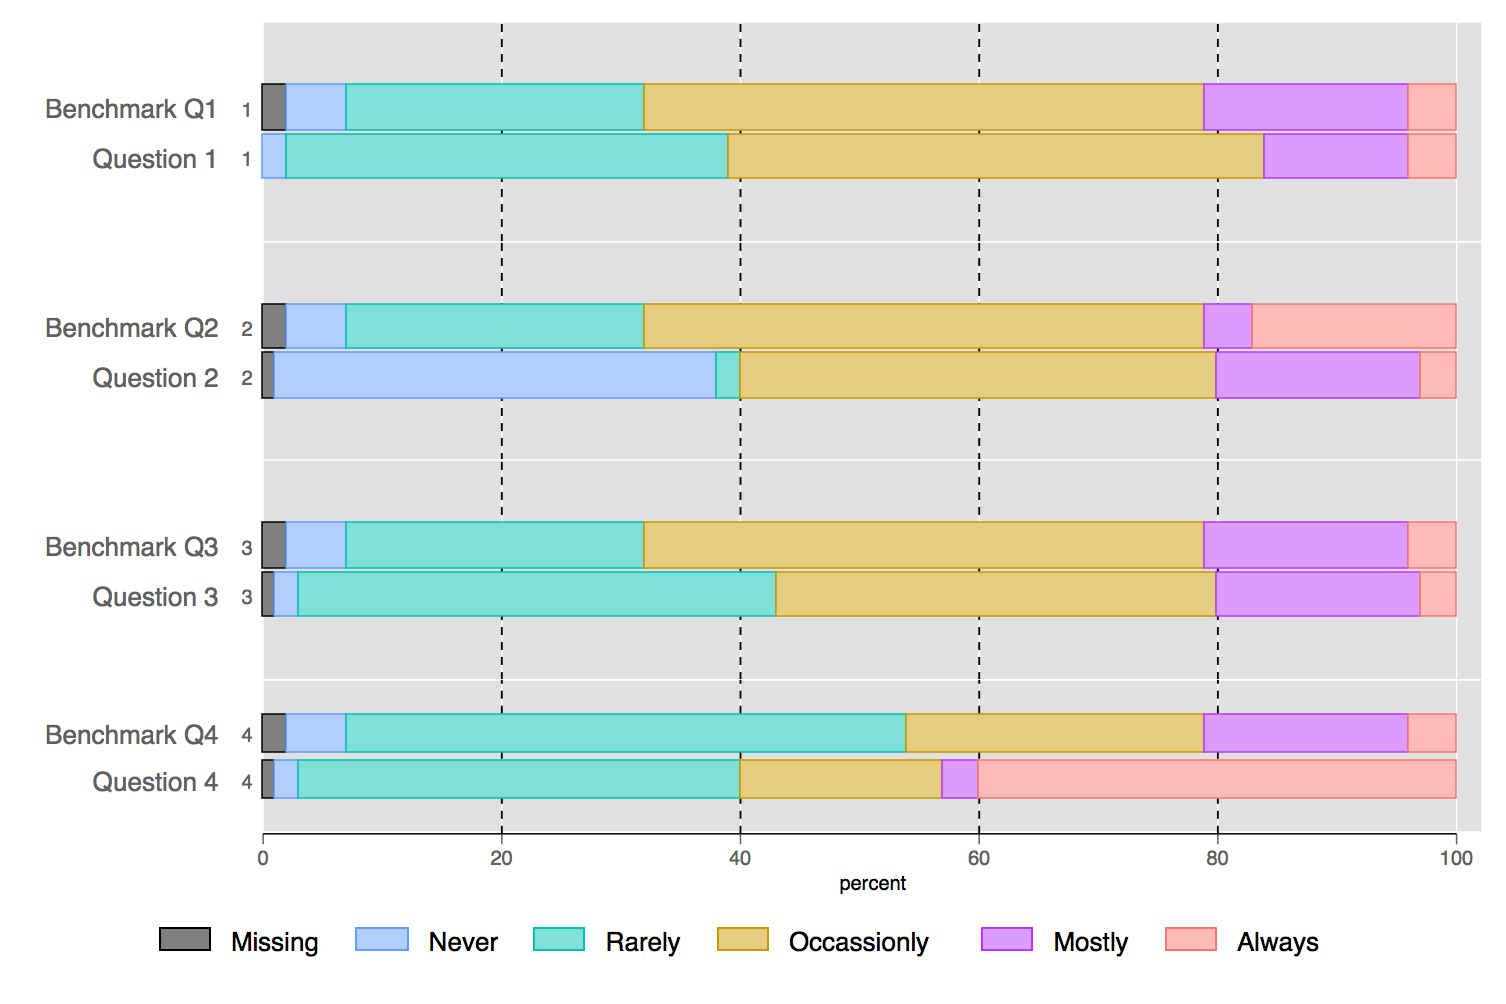 Benchmark Q1 1
Question 1 1
Benchmark Q2 2
Question 2 2
Benchmark Q3 3
Question 3 3
Benchmark Q4 4
Question 4 4
0 20 40 60 80 100
percent
Missing Never Rarely Occassionly Mostly Always